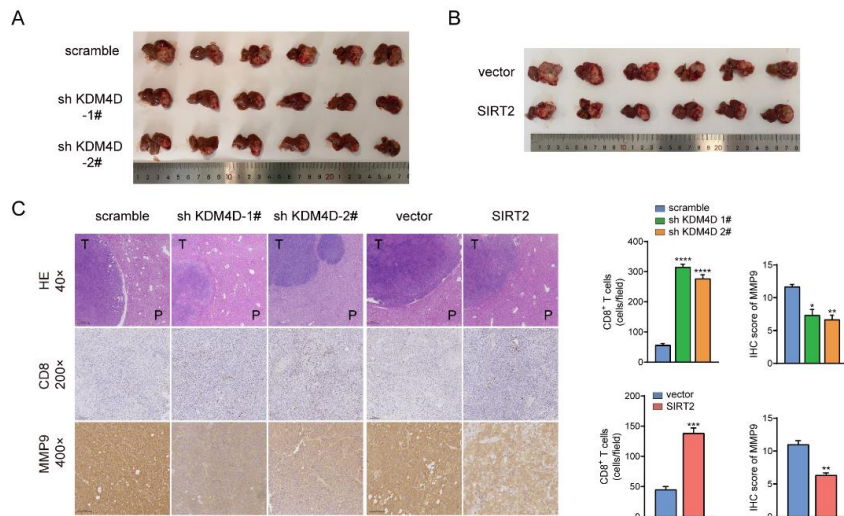 A
scramble
sh KDM4D
-1#
sh KDM4D
-2#
B
vector
SIRT2
C
scramble
sh KDM4D-1#
sh KDM4D-2#
vector
SIRT2
HE
40×
T
P
T
P
T
P
T
P
T
P
CD8
200×
MMP9
400×
scramble
sh KDM4D 1#
sh KDM4D 2#
CD8⁺ T cells
(cells/field)
400
300
200
100
0
****
****
IHC score of MMP9
15
10
5
0
*
**
vector
SIRT2
CD8⁺ T cells
(cells/field)
200
150
100
50
0
***
IHC score of MMP9
15
10
5
0
**